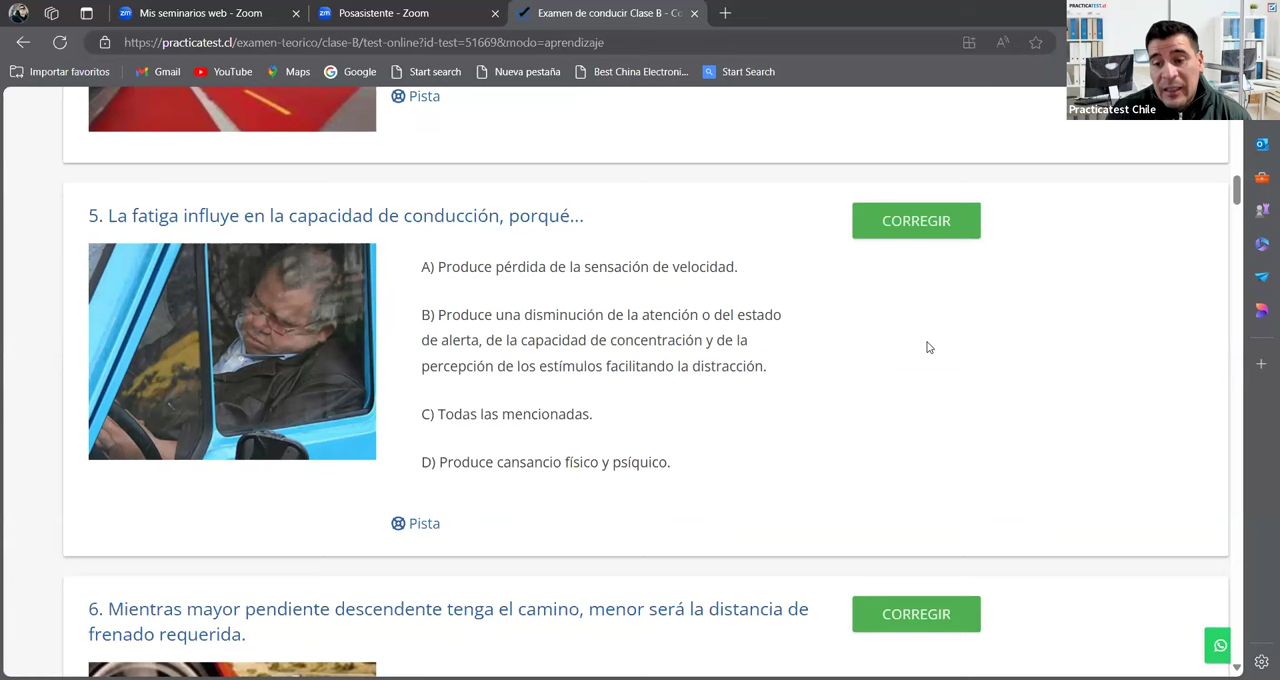 Mis seminarios web - Zoom
Posasistente - Zoom
Examen de conducir Clase B - Co
https://practicatest.cl/examen-teorico/clase-B/test-online?id-test=51669&modo=aprendizaje
Importar favoritos
Gmail
YouTube
Maps
Google
Start search
Nueva pestaña
Best China Electroni...
Start Search
PRACTICATEST.cl
Practicatest Chile
Pista
5. La fatiga influye en la capacidad de conducción, porqué...
CORREGIR
A) Produce pérdida de la sensación de velocidad.
B) Produce una disminución de la atención o del estado
de alerta, de la capacidad de concentración y de la
percepción de los estímulos facilitando la distracción.
C) Todas las mencionadas.
D) Produce cansancio físico y psíquico.
Pista
6. Mientras mayor pendiente descendente tenga el camino, menor será la distancia de
frenado requerida.
CORREGIR